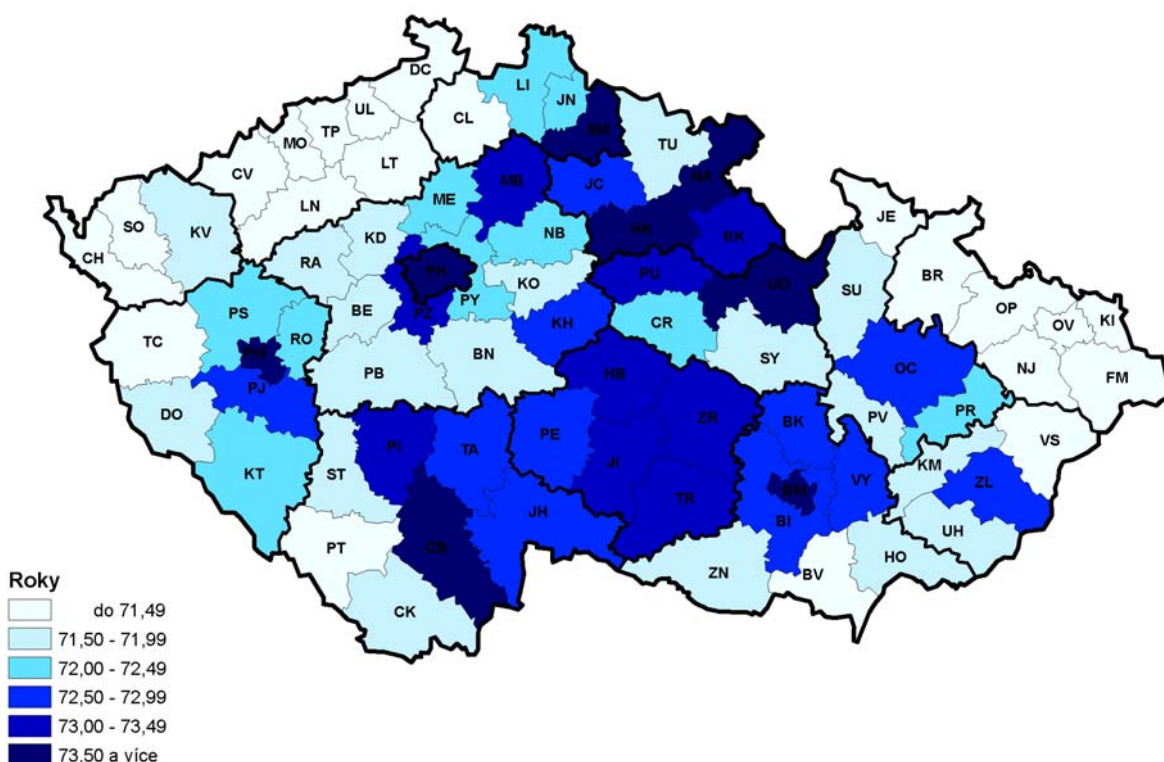 DC
LI
JN
UL
CL
SM
TP
MO
TU
LT
CV
NA
MB
JC
ME
LN
JE
SO
KV
NB
HK
RK
KD
BR
CH
RA
PH
PU
UO
SU
OP
OV
KI
KO
PY
BE
PZ
PS
RO
CR
KH
TC
PM
SY
OC
NJ
FM
BN
PJ
PB
HB
DO
ZR
PV
PR
BK
VS
PI
TA
PE
KT
ST
JI
KM
ZL
BM
VY
TR
JH
BI
UH
CB
PT
HO
ZN
BV
CK
Roky
do 71,49
71,50 - 71,99
72,00 - 72,49
72,50 - 72,99
73,00 - 73,49
73,50 a více